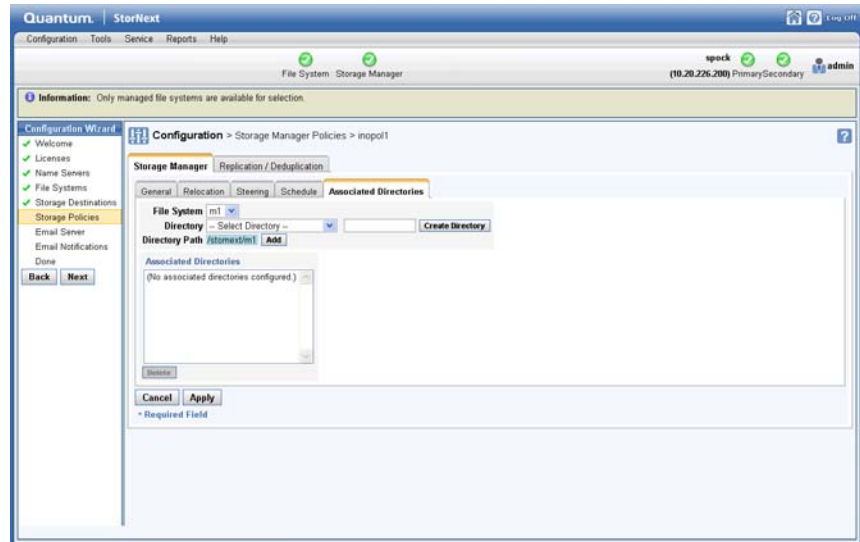 Quantum. StorNext Log Off
Configuration Tools Service Reports Help
File System Storage Manager
spock
(10.20.226.200) Primary Secondary admin
Information: Only managed file systems are available for selection.
Configuration Wizard
Welcome
Licenses
Name Servers
File Systems
Storage Destinations
Storage Policies
Email Server
Email Notifications
Done
Back Next
Configuration > Storage Manager Policies > inopol1
Storage Manager Replication / Deduplication
General Relocation Steering Schedule Associated Directories
File System m1
Directory -- Select Directory -- Create Directory
Directory Path /stornext/m1 Add
Associated Directories
(No associated directories configured.)
Delete
Cancel Apply
* Required Field